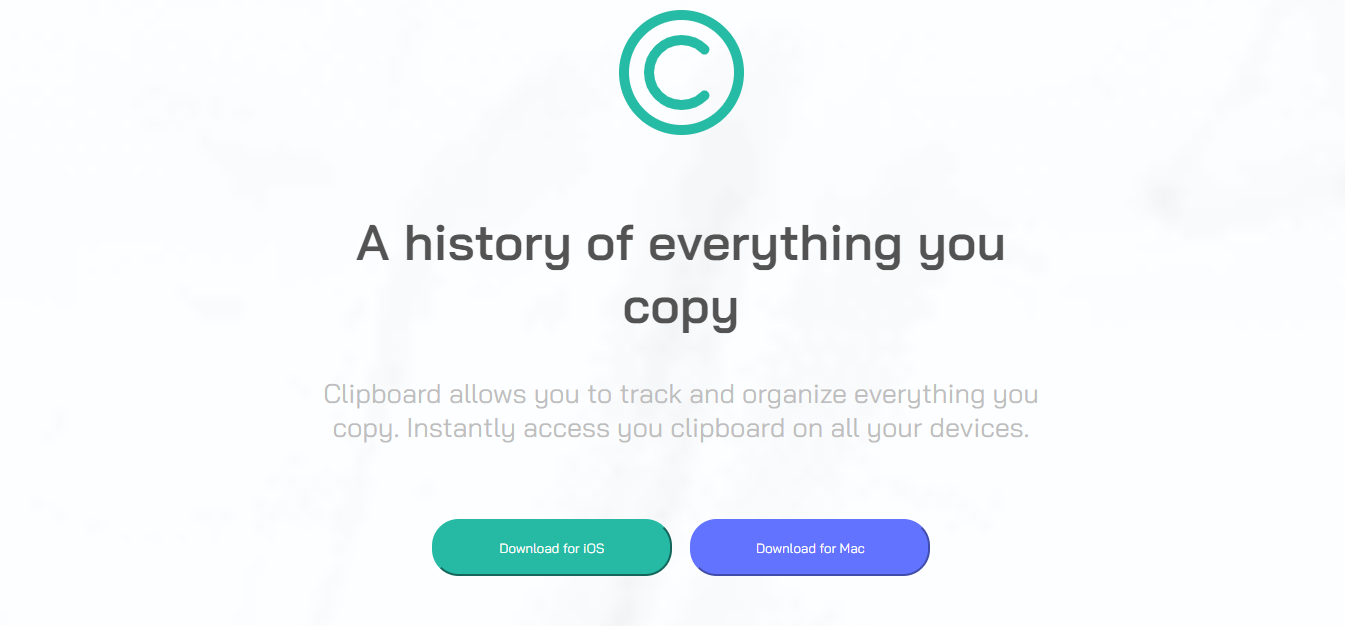 A history of everything you
copy
Clipboard allows you to track and organize everything you
copy. Instantly access you clipboard on all your devices.
Download for iOS
Download for Mac